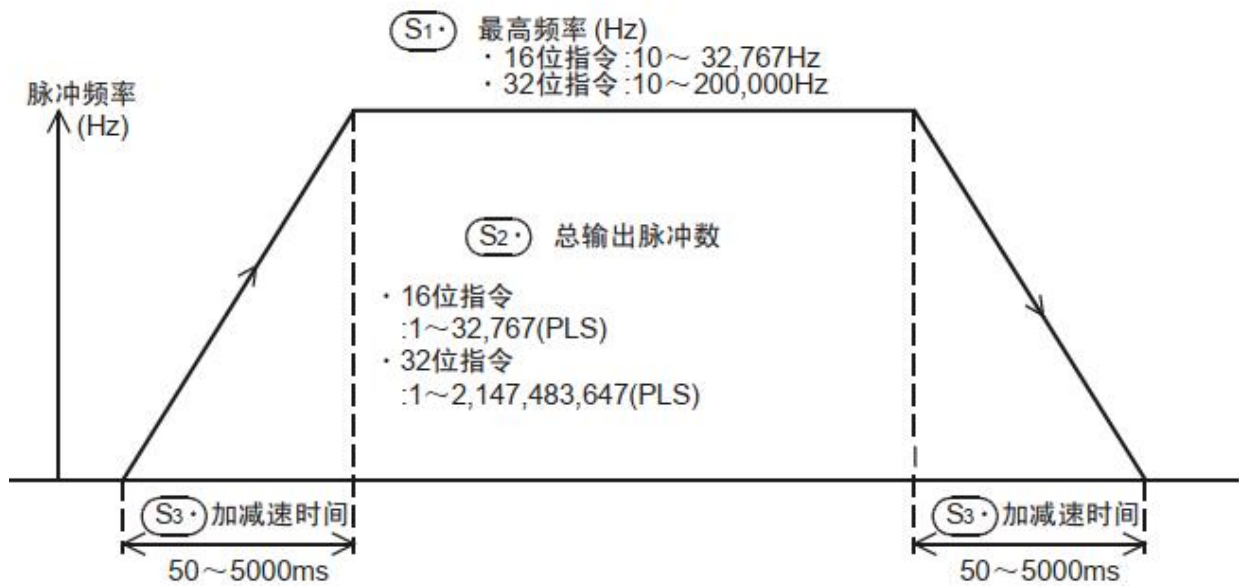 S1· 最高频率(Hz)
· 16位指令:10～ 32,767Hz
· 32位指令:10～200,000Hz
脉冲频率
(Hz)
S2· 总输出脉冲数
· 16位指令
:1～32,767(PLS)
· 32位指令
:1～2,147,483,647(PLS)
S3· 加减速时间
50～5000ms
S3· 加减速时间
50～5000ms